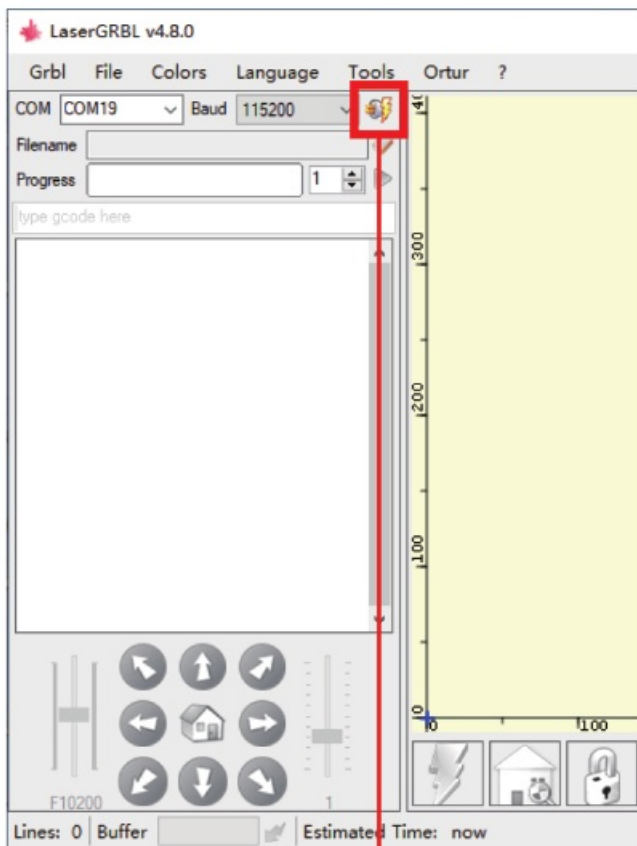 LaserGRBL v4.8.0
Grbl File Colors Language Tools Ortur ?
COM COM19 Baud 115200
Filename
Progress 1
type gcode here
300
200
100
0
0 100
F10200 1
Lines: 0 Buffer Estimated Time: now